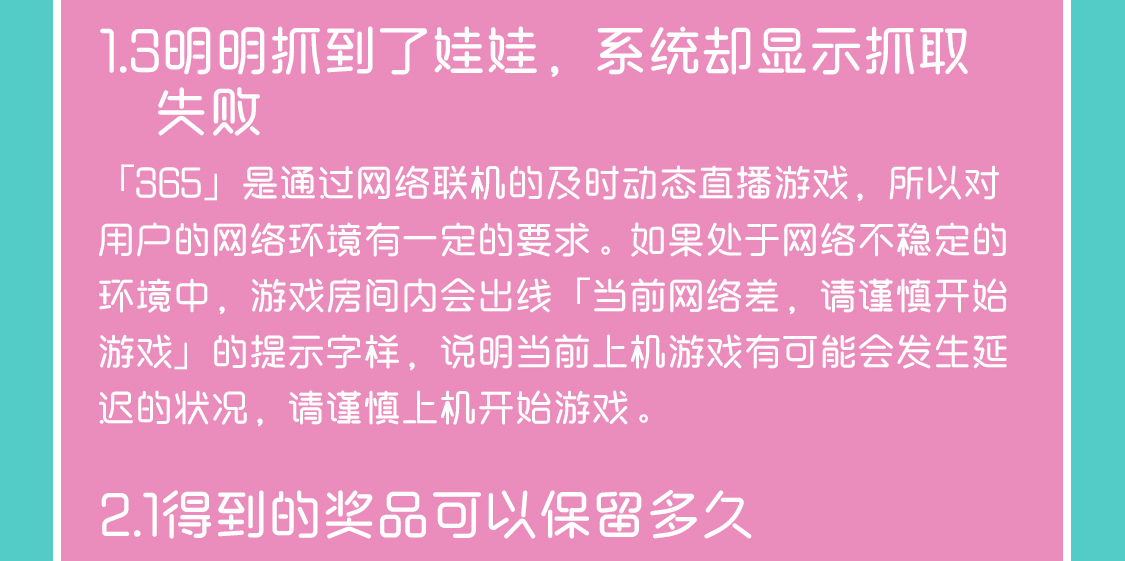 1.3明明抓到了娃娃，系统却显示抓取
失败
「365」是通过网络联机的及时动态直播游戏，所以对
用户的网络环境有一定的要求。如果处于网络不稳定的
环境中，游戏房间内会出线「当前网络差，请谨慎开始
游戏」的提示字样，说明当前上机游戏有可能会发生延
迟的状况，请谨慎上机开始游戏。
2.1得到的奖品可以保留多久